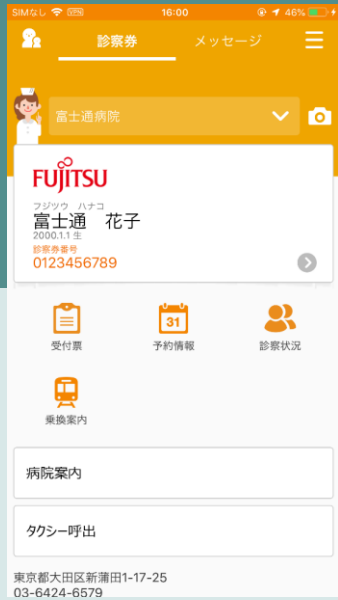 SIMなし VPN 16:00 46%
診察券 メッセージ
富士通病院
FUJITSU
フジツウ ハナコ
富士通 花子
2000.1.1 生
診察券番号
0123456789
31
受付票 予約情報 診察状況
乗換案内
病院案内
タクシー呼出
東京都大田区新蒲田1-17-25
03-6424-6579